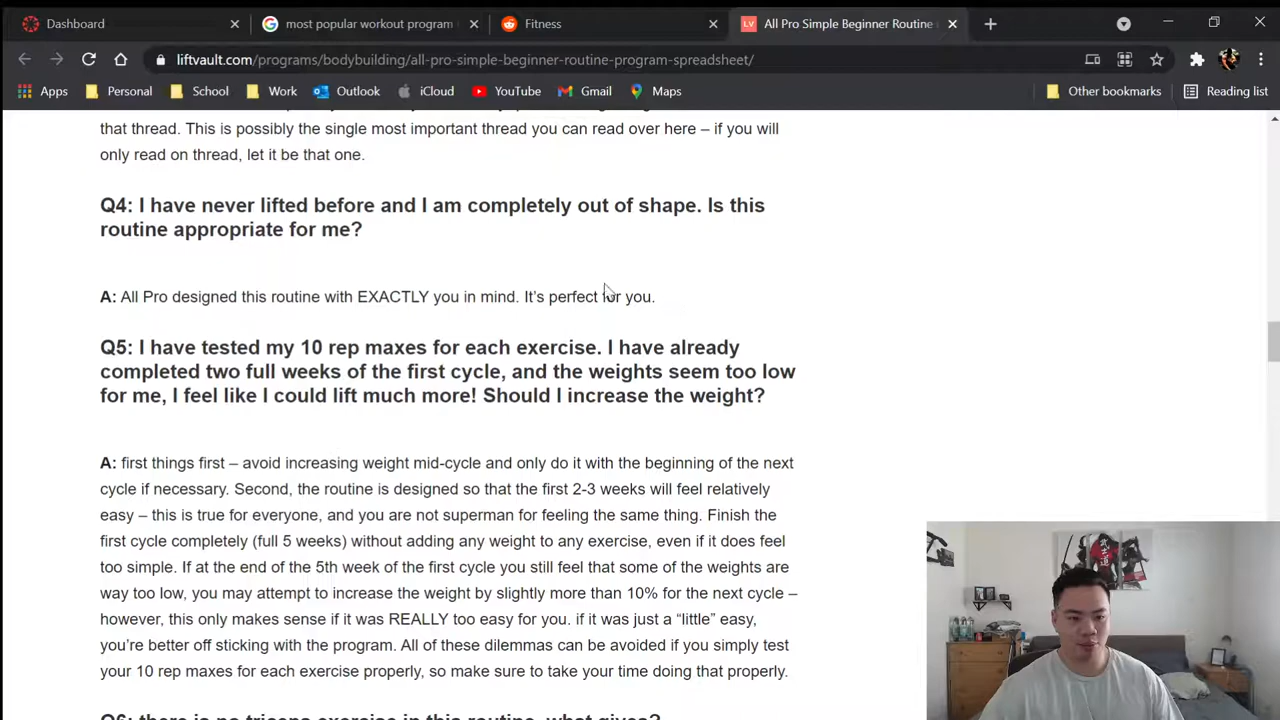 Dashboard
most popular workout program
Fitness
LV All Pro Simple Beginner Routine
liftvault.com/programs/bodybuilding/all-pro-simple-beginner-routine-program-spreadsheet/
Apps Personal School Work Outlook iCloud YouTube Gmail Maps Other bookmarks Reading list
that thread. This is possibly the single most important thread you can read over here – if you will
only read on thread, let it be that one.
Q4: I have never lifted before and I am completely out of shape. Is this
routine appropriate for me?
A: All Pro designed this routine with EXACTLY you in mind. It's perfect for you.
Q5: I have tested my 10 rep maxes for each exercise. I have already
completed two full weeks of the first cycle, and the weights seem too low
for me, I feel like I could lift much more! Should I increase the weight?
A: first things first – avoid increasing weight mid-cycle and only do it with the beginning of the next
cycle if necessary. Second, the routine is designed so that the first 2-3 weeks will feel relatively
easy – this is true for everyone, and you are not superman for feeling the same thing. Finish the
first cycle completely (full 5 weeks) without adding any weight to any exercise, even if it does feel
too simple. If at the end of the 5th week of the first cycle you still feel that some of the weights are
way too low, you may attempt to increase the weight by slightly more than 10% for the next cycle –
however, this only makes sense if it was REALLY too easy for you. if it was just a “little” easy,
you're better off sticking with the program. All of these dilemmas can be avoided if you simply test
your 10 rep maxes for each exercise properly, so make sure to take your time doing that properly.
Q6: there is no triceps exercise in this routine, what gives?